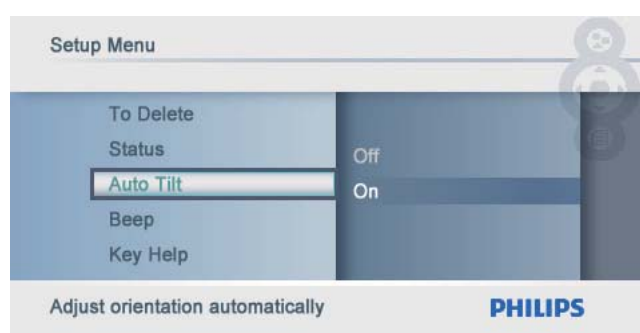 Setup Menu
To Delete
Status
Auto Tilt
Beep
Key Help
Off
On
Adjust orientation automatically
PHILIPS